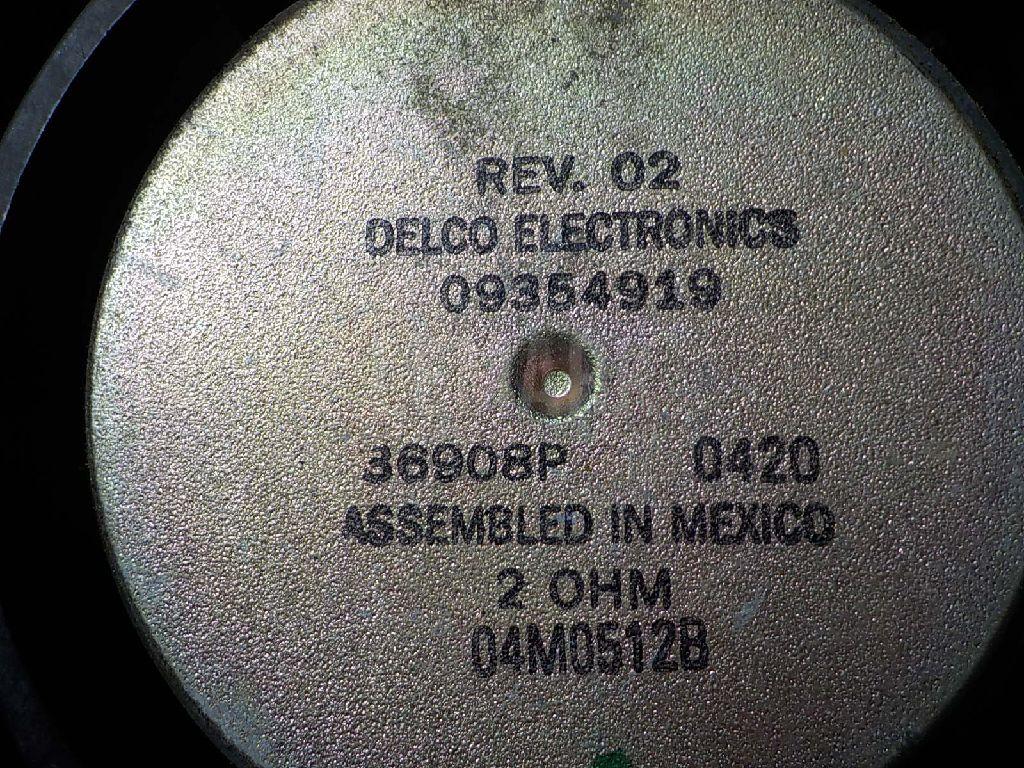 REV. 02
DELCO ELECTRONICS
09354919
36908P 0420
ASSEMBLED IN MEXICO
2 OHM
04M0512B